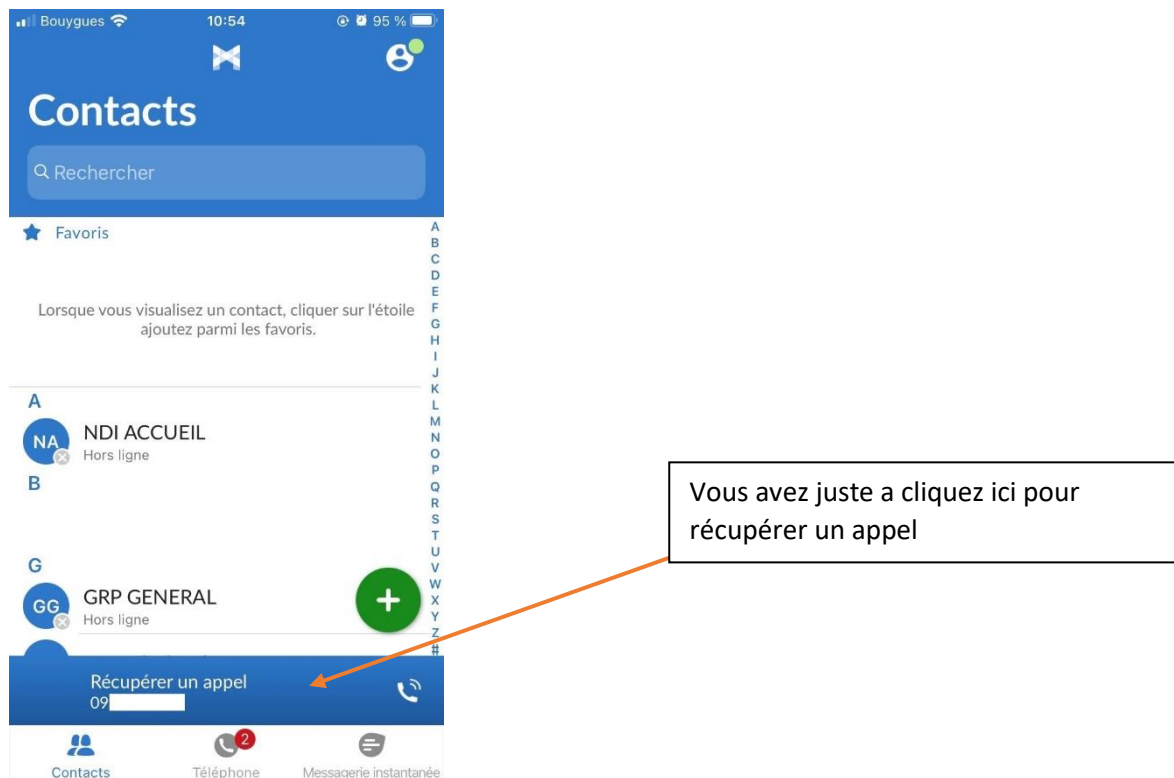 Bouygues 10:54 95 %
Contacts
Rechercher
Favoris
Lorsque vous visualisez un contact, cliquer sur l'étoile
ajoutez parmi les favoris.
A
NA NDI ACCUEIL
Hors ligne
B
G
GG GRP GENERAL
Hors ligne
+
A
B
C
D
E
F
G
H
I
J
K
L
M
N
O
P
Q
R
S
T
U
V
W
X
Y
Z
#
Récupérer un appel
09
2
Contacts Téléphone Messagerie instantanée
Vous avez juste a cliquez ici pour
récupérer un appel